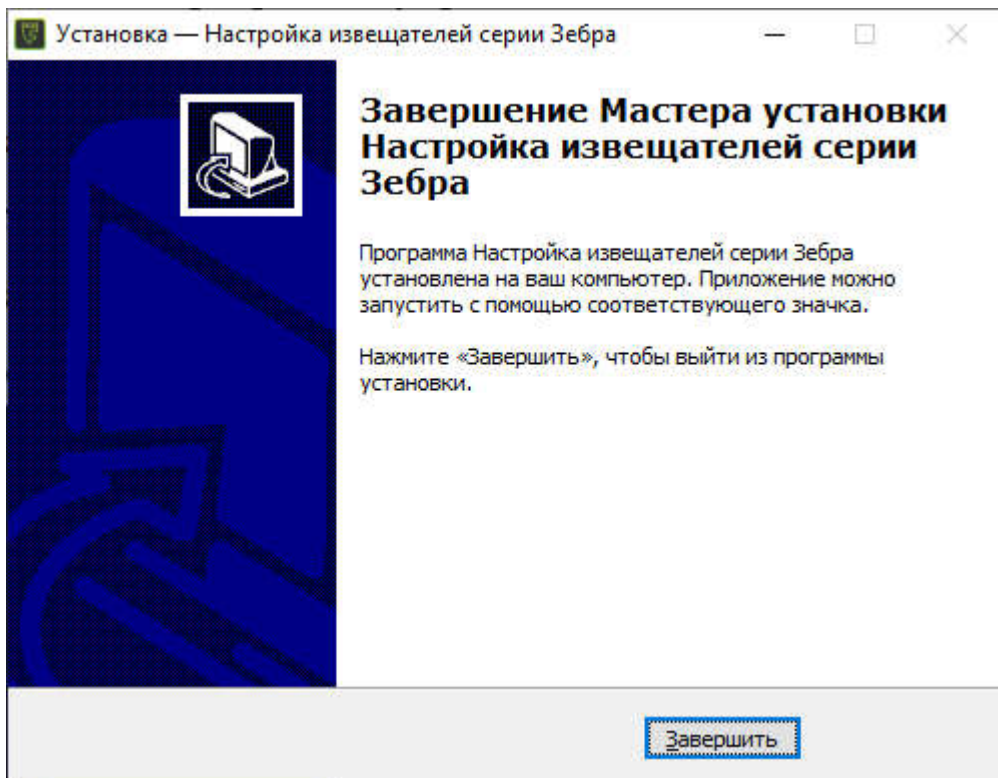 Установка — Настройка извещателей серии Зебра
Завершение Мастера установки
Настройка извещателей серии
Зебра
Программа Настройка извещателей серии Зебра
установлена на ваш компьютер. Приложение можно
запустить с помощью соответствующего значка.
Нажмите «Завершить», чтобы выйти из программы
установки.
Завершить